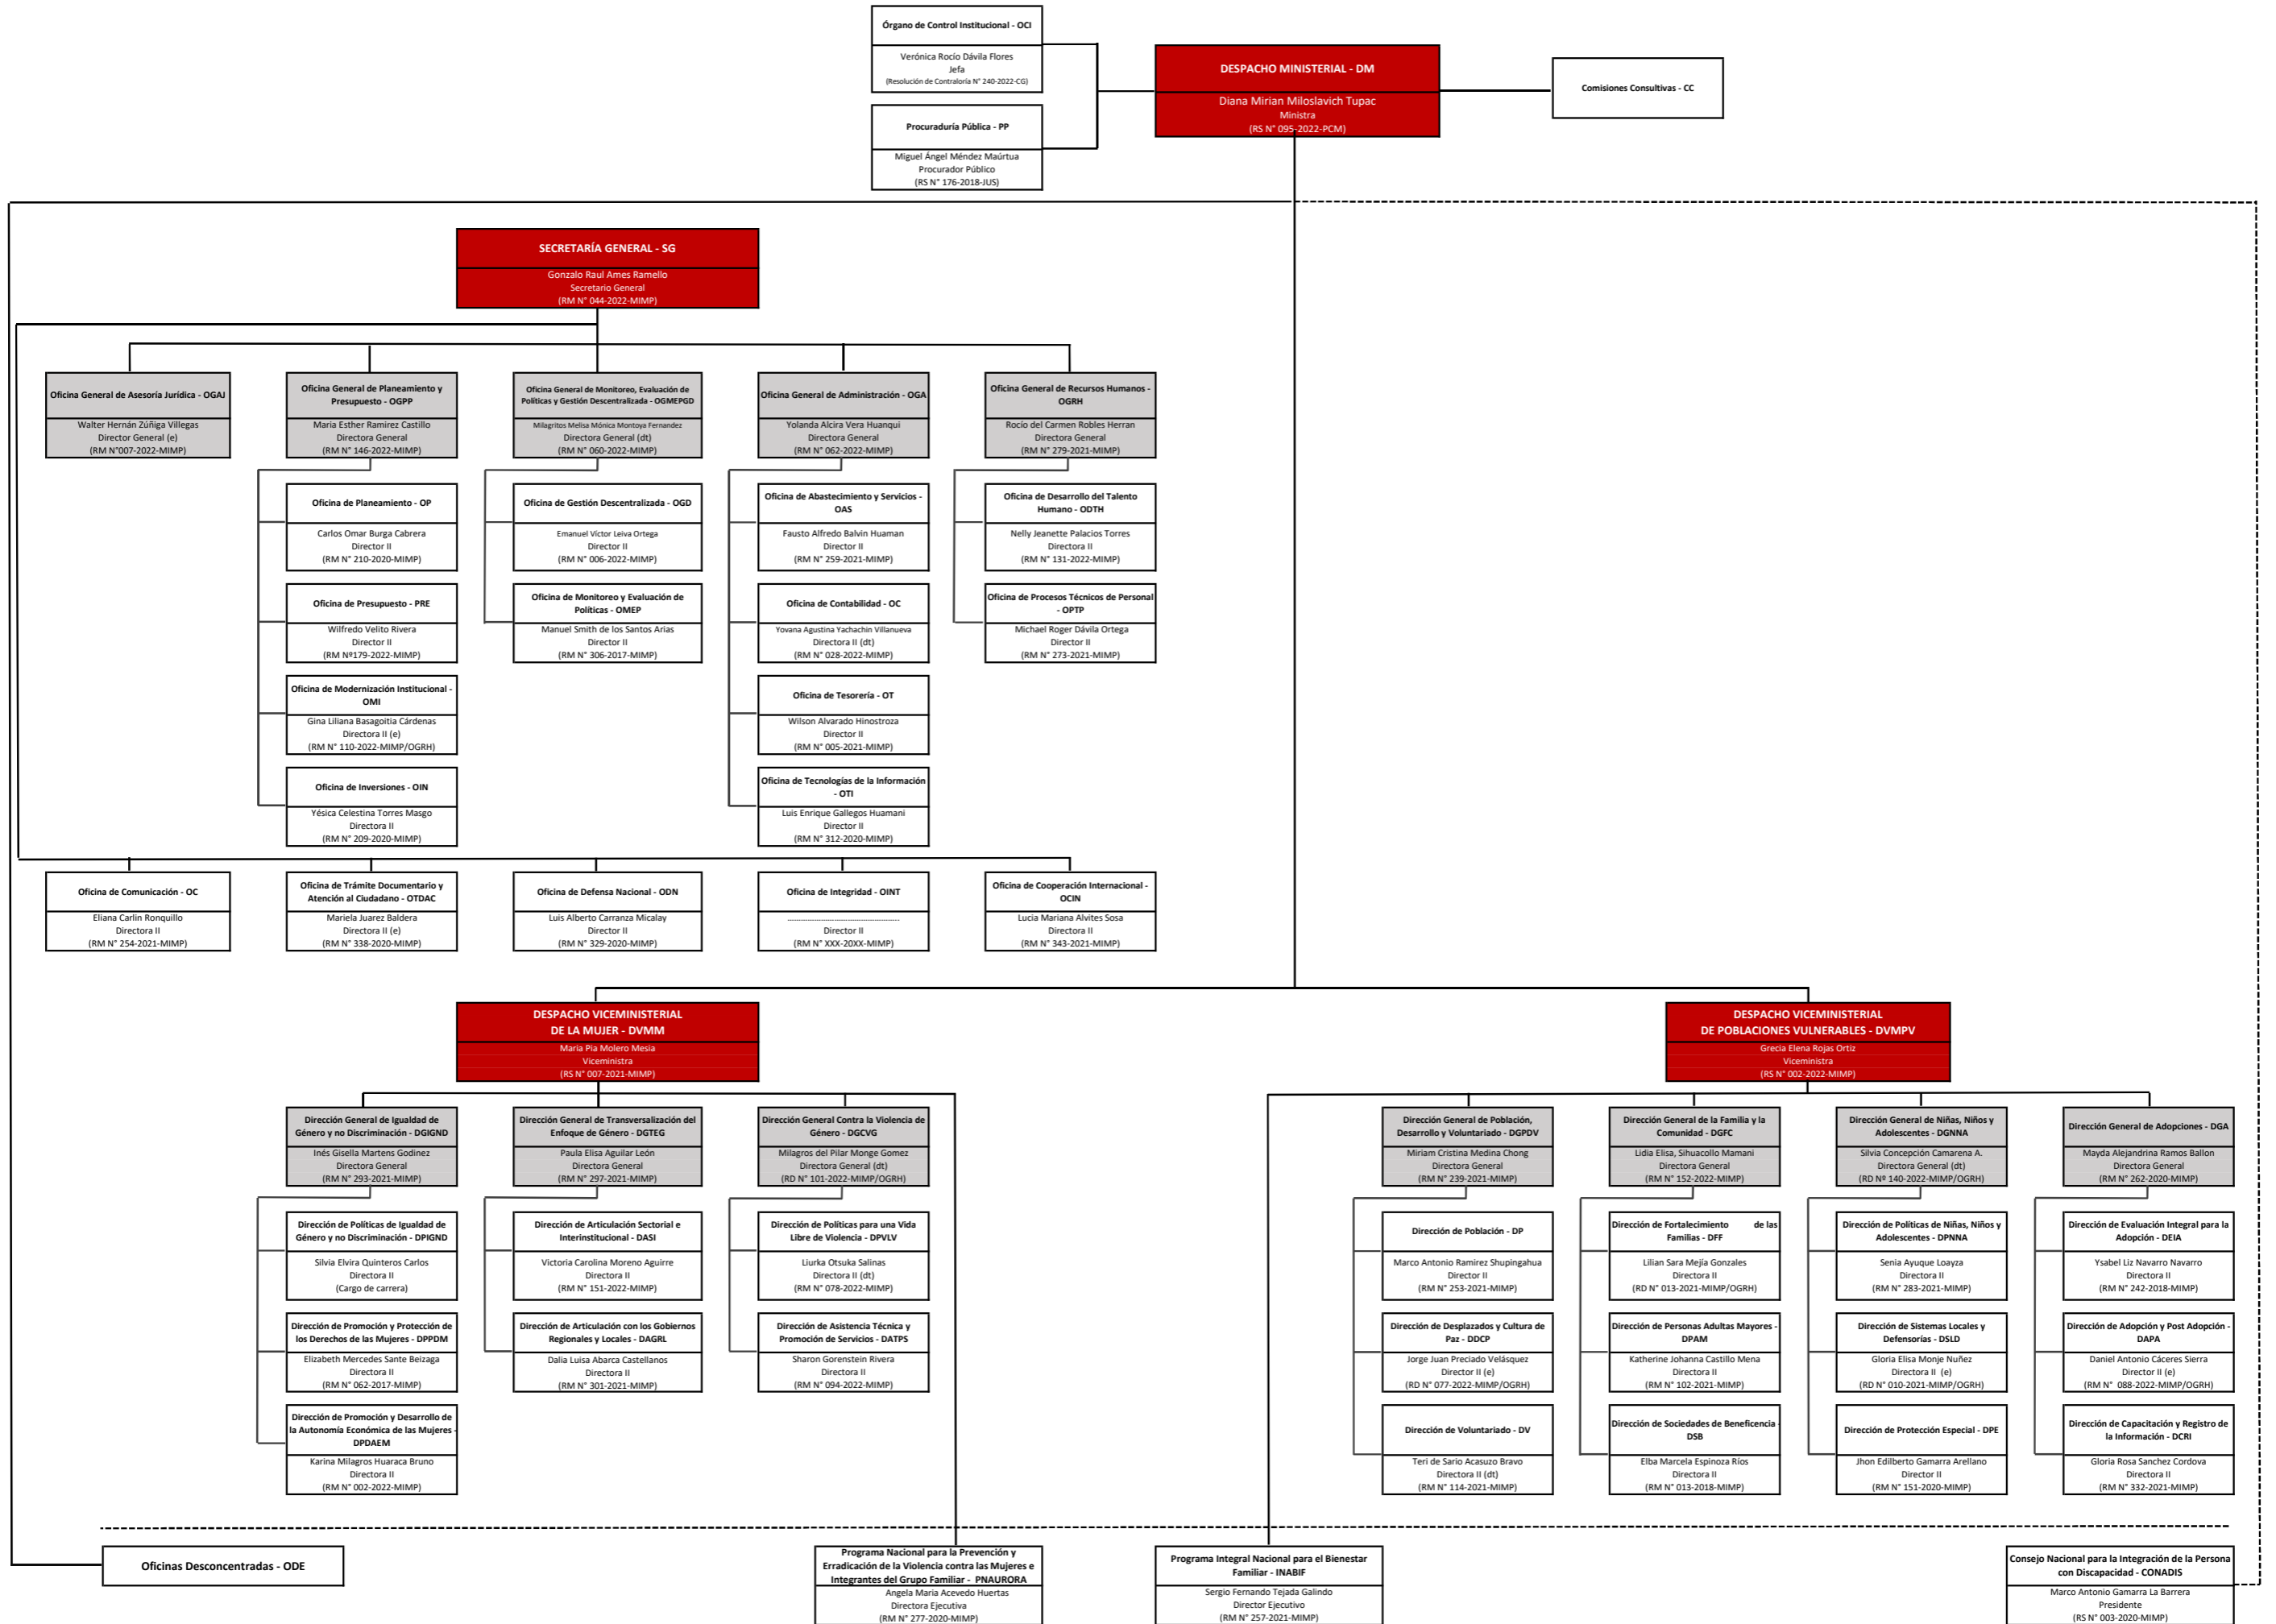 Órgano de Control Institucional - OCI
Verónica Rocío Dávila Flores
Jefa
(Resolución de Contraloría N° 240-2022-CG)
Procuraduría Pública - PP
Miguel Ángel Méndez Maúrtua
Procurador Público
(RS N° 176-2018-JUS)
DESPACHO MINISTERIAL - DM
Diana Mirian Miloslavich Tupac
Ministra
(RS N° 095-2022-PCM)
Comisiones Consultivas - CC
SECRETARÍA GENERAL - SG
Gonzalo Raul Ames Ramello
Secretario General
(RM N° 044-2022-MIMP)
Oficina General de Asesoría Jurídica - OGAJ
Walter Hernán Zúñiga Villegas
Director General (e)
(RM N°007-2022-MIMP)
Oficina General de Planeamiento y
Presupuesto - OGPP
Maria Esther Ramirez Castillo
Directora General
(RM N° 146-2022-MIMP)
Oficina General de Monitoreo, Evaluación de
Políticas y Gestión Descentralizada - OGMEPGD
Milagritos Melisa Mónica Montoya Fernandez
Directora General (dt)
(RM N° 060-2022-MIMP)
Oficina General de Administración - OGA
Yolanda Alcira Vera Huanqui
Directora General
(RM N° 062-2022-MIMP)
Oficina General de Recursos Humanos -
OGRH
Rocío del Carmen Robles Herran
Directora General
(RM N° 279-2021-MIMP)
Oficina de Planeamiento - OP
Carlos Omar Burga Cabrera
Director II
(RM N° 210-2020-MIMP)
Oficina de Gestión Descentralizada - OGD
Emanuel Victor Leiva Ortega
Director II
(RM N° 006-2022-MIMP)
Oficina de Abastecimiento y Servicios -
OAS
Fausto Alfredo Balvin Huaman
Director II
(RM N° 259-2021-MIMP)
Oficina de Desarrollo del Talento
Humano - ODTH
Nelly Jeanette Palacios Torres
Directora II
(RM N° 131-2022-MIMP)
Oficina de Presupuesto - PRE
Wilfredo Velito Rivera
Director II
(RM Nº179-2022-MIMP)
Oficina de Monitoreo y Evaluación de
Políticas - OMEP
Manuel Smith de los Santos Arias
Director II
(RM N° 306-2017-MIMP)
Oficina de Contabilidad - OC
Yovana Agustina Yachachin Villanueva
Directora II (dt)
(RM N° 028-2022-MIMP)
Oficina de Procesos Técnicos de Personal
- OPTP
Michael Roger Dávila Ortega
Director II
(RM N° 273-2021-MIMP)
Oficina de Modernización Institucional -
OMI
Gina Liliana Basagoitia Cárdenas
Directora II (e)
(RM N° 110-2022-MIMP/OGRH)
Oficina de Tesorería - OT
Wilson Alvarado Hinostroza
Director II
(RM N° 005-2021-MIMP)
Oficina de Inversiones - OIN
Yésica Celestina Torres Masgo
Directora II
(RM N° 209-2020-MIMP)
Oficina de Tecnologías de la Información
- OTI
Luis Enrique Gallegos Huamani
Director II
(RM N° 312-2020-MIMP)
Oficina de Comunicación - OC
Eliana Carlin Ronquillo
Directora II
(RM N° 254-2021-MIMP)
Oficina de Trámite Documentario y
Atención al Ciudadano - OTDAC
Mariela Juarez Baldera
Directora II (e)
(RM N° 338-2020-MIMP)
Oficina de Defensa Nacional - ODN
Luis Alberto Carranza Micalay
Director II
(RM N° 329-2020-MIMP)
Oficina de Integridad - OINT
Director II
(RM N° XXX-20XX-MIMP)
Oficina de Cooperación Internacional -
OCIN
Lucia Mariana Alvites Sosa
Directora II
(RM N° 343-2021-MIMP)
DESPACHO VICEMINISTERIAL
DE LA MUJER - DVMM
Maria Pia Molero Mesia
Viceministra
(RS N° 007-2021-MIMP)
DESPACHO VICEMINISTERIAL
DE POBLACIONES VULNERABLES - DVMPV
Grecia Elena Rojas Ortiz
Viceministra
(RS N° 002-2022-MIMP)
Dirección General de Igualdad de
Género y no Discriminación - DGIGND
Inés Gisella Martens Godinez
Directora General
(RM N° 293-2021-MIMP)
Dirección General de Transversalización del
Enfoque de Género - DGTEG
Paula Elisa Aguilar León
Directora General
(RM N° 297-2021-MIMP)
Dirección General Contra la Violencia de
Género - DGCVG
Milagros del Pilar Monge Gomez
Directora General (dt)
(RD N° 101-2022-MIMP/OGRH)
Dirección General de Población,
Desarrollo y Voluntariado - DGPDV
Miriam Cristina Medina Chong
Directora General
(RM N° 239-2021-MIMP)
Dirección General de la Familia y la
Comunidad - DGFC
Lidia Elisa, Sihuacollo Mamani
Directora General
(RM N° 152-2022-MIMP)
Dirección General de Niñas, Niños y
Adolescentes - DGNNA
Silvia Concepción Camarena A.
Directora General (dt)
(RD Nº 140-2022-MIMP/OGRH)
Dirección General de Adopciones - DGA
Mayda Alejandrina Ramos Ballon
Directora General
(RM N° 262-2020-MIMP)
Dirección de Políticas de Igualdad de
Género y no Discriminación - DPIGND
Silvia Elvira Quinteros Carlos
Directora II
(Cargo de carrera)
Dirección de Articulación Sectorial e
Interinstitucional - DASI
Victoria Carolina Moreno Aguirre
Directora II
(RM N° 151-2022-MIMP)
Dirección de Políticas para una Vida
Libre de Violencia - DPVLV
Liurka Otsuka Salinas
Directora II (dt)
(RM N° 078-2022-MIMP)
Dirección de Población - DP
Marco Antonio Ramirez Shupingahua
Director II
(RM N° 253-2021-MIMP)
Dirección de Fortalecimiento de las
Familias - DFF
Lilian Sara Mejía Gonzales
Directora II
(RD N° 013-2021-MIMP/OGRH)
Dirección de Políticas de Niñas, Niños y
Adolescentes - DPNNA
Senia Ayuque Loayza
Directora II
(RM N° 283-2021-MIMP)
Dirección de Evaluación Integral para la
Adopción - DEIA
Ysabel Liz Navarro Navarro
Directora II
(RM N° 242-2018-MIMP)
Dirección de Promoción y Protección de
los Derechos de las Mujeres - DPPDM
Elizabeth Mercedes Sante Beizaga
Directora II
(RM N° 062-2017-MIMP)
Dirección de Articulación con los Gobiernos
Regionales y Locales - DAGRL
Dalia Luisa Abarca Castellanos
Directora II
(RM N° 301-2021-MIMP)
Dirección de Asistencia Técnica y
Promoción de Servicios - DATPS
Sharon Gorenstein Rivera
Directora II
(RM N° 094-2022-MIMP)
Dirección de Desplazados y Cultura de
Paz - DDCP
Jorge Juan Preciado Velásquez
Director II (e)
(RD N° 077-2022-MIMP/OGRH)
Dirección de Personas Adultas Mayores -
DPAM
Katherine Johanna Castillo Mena
Directora II
(RM N° 102-2021-MIMP)
Dirección de Sistemas Locales y
Defensorías - DSLD
Gloria Elisa Monje Nuñez
Directora II (e)
(RD N° 010-2021-MIMP/OGRH)
Dirección de Adopción y Post Adopción -
DAPA
Daniel Antonio Cáceres Sierra
Director II (e)
(RM N° 088-2022-MIMP/OGRH)
Dirección de Promoción y Desarrollo de
la Autonomía Económica de las Mujeres -
DPDAEM
Karina Milagros Huaraca Bruno
Directora II
(RM N° 002-2022-MIMP)
Dirección de Voluntariado - DV
Teri de Sario Acasuzo Bravo
Directora II (dt)
(RM N° 114-2021-MIMP)
Dirección de Sociedades de Beneficencia -
DSB
Elba Marcela Espinoza Ríos
Directora II
(RM N° 013-2018-MIMP)
Dirección de Protección Especial - DPE
Jhon Edilberto Gamarra Arellano
Director II
(RM N° 151-2020-MIMP)
Dirección de Capacitación y Registro de
la Información - DCRI
Gloria Rosa Sanchez Cordova
Directora II
(RM N° 332-2021-MIMP)
Oficinas Desconcentradas - ODE
Programa Nacional para la Prevención y
Erradicación de la Violencia contra las Mujeres e
Integrantes del Grupo Familiar - PNAURORA
Angela Maria Acevedo Huertas
Directora Ejecutiva
(RM N° 277-2020-MIMP)
Programa Integral Nacional para el Bienestar
Familiar - INABIF
Sergio Fernando Tejada Galindo
Director Ejecutivo
(RM N° 257-2021-MIMP)
Consejo Nacional para la Integración de la Persona
con Discapacidad - CONADIS
Marco Antonio Gamarra La Barrera
Presidente
(RS N° 003-2020-MIMP)